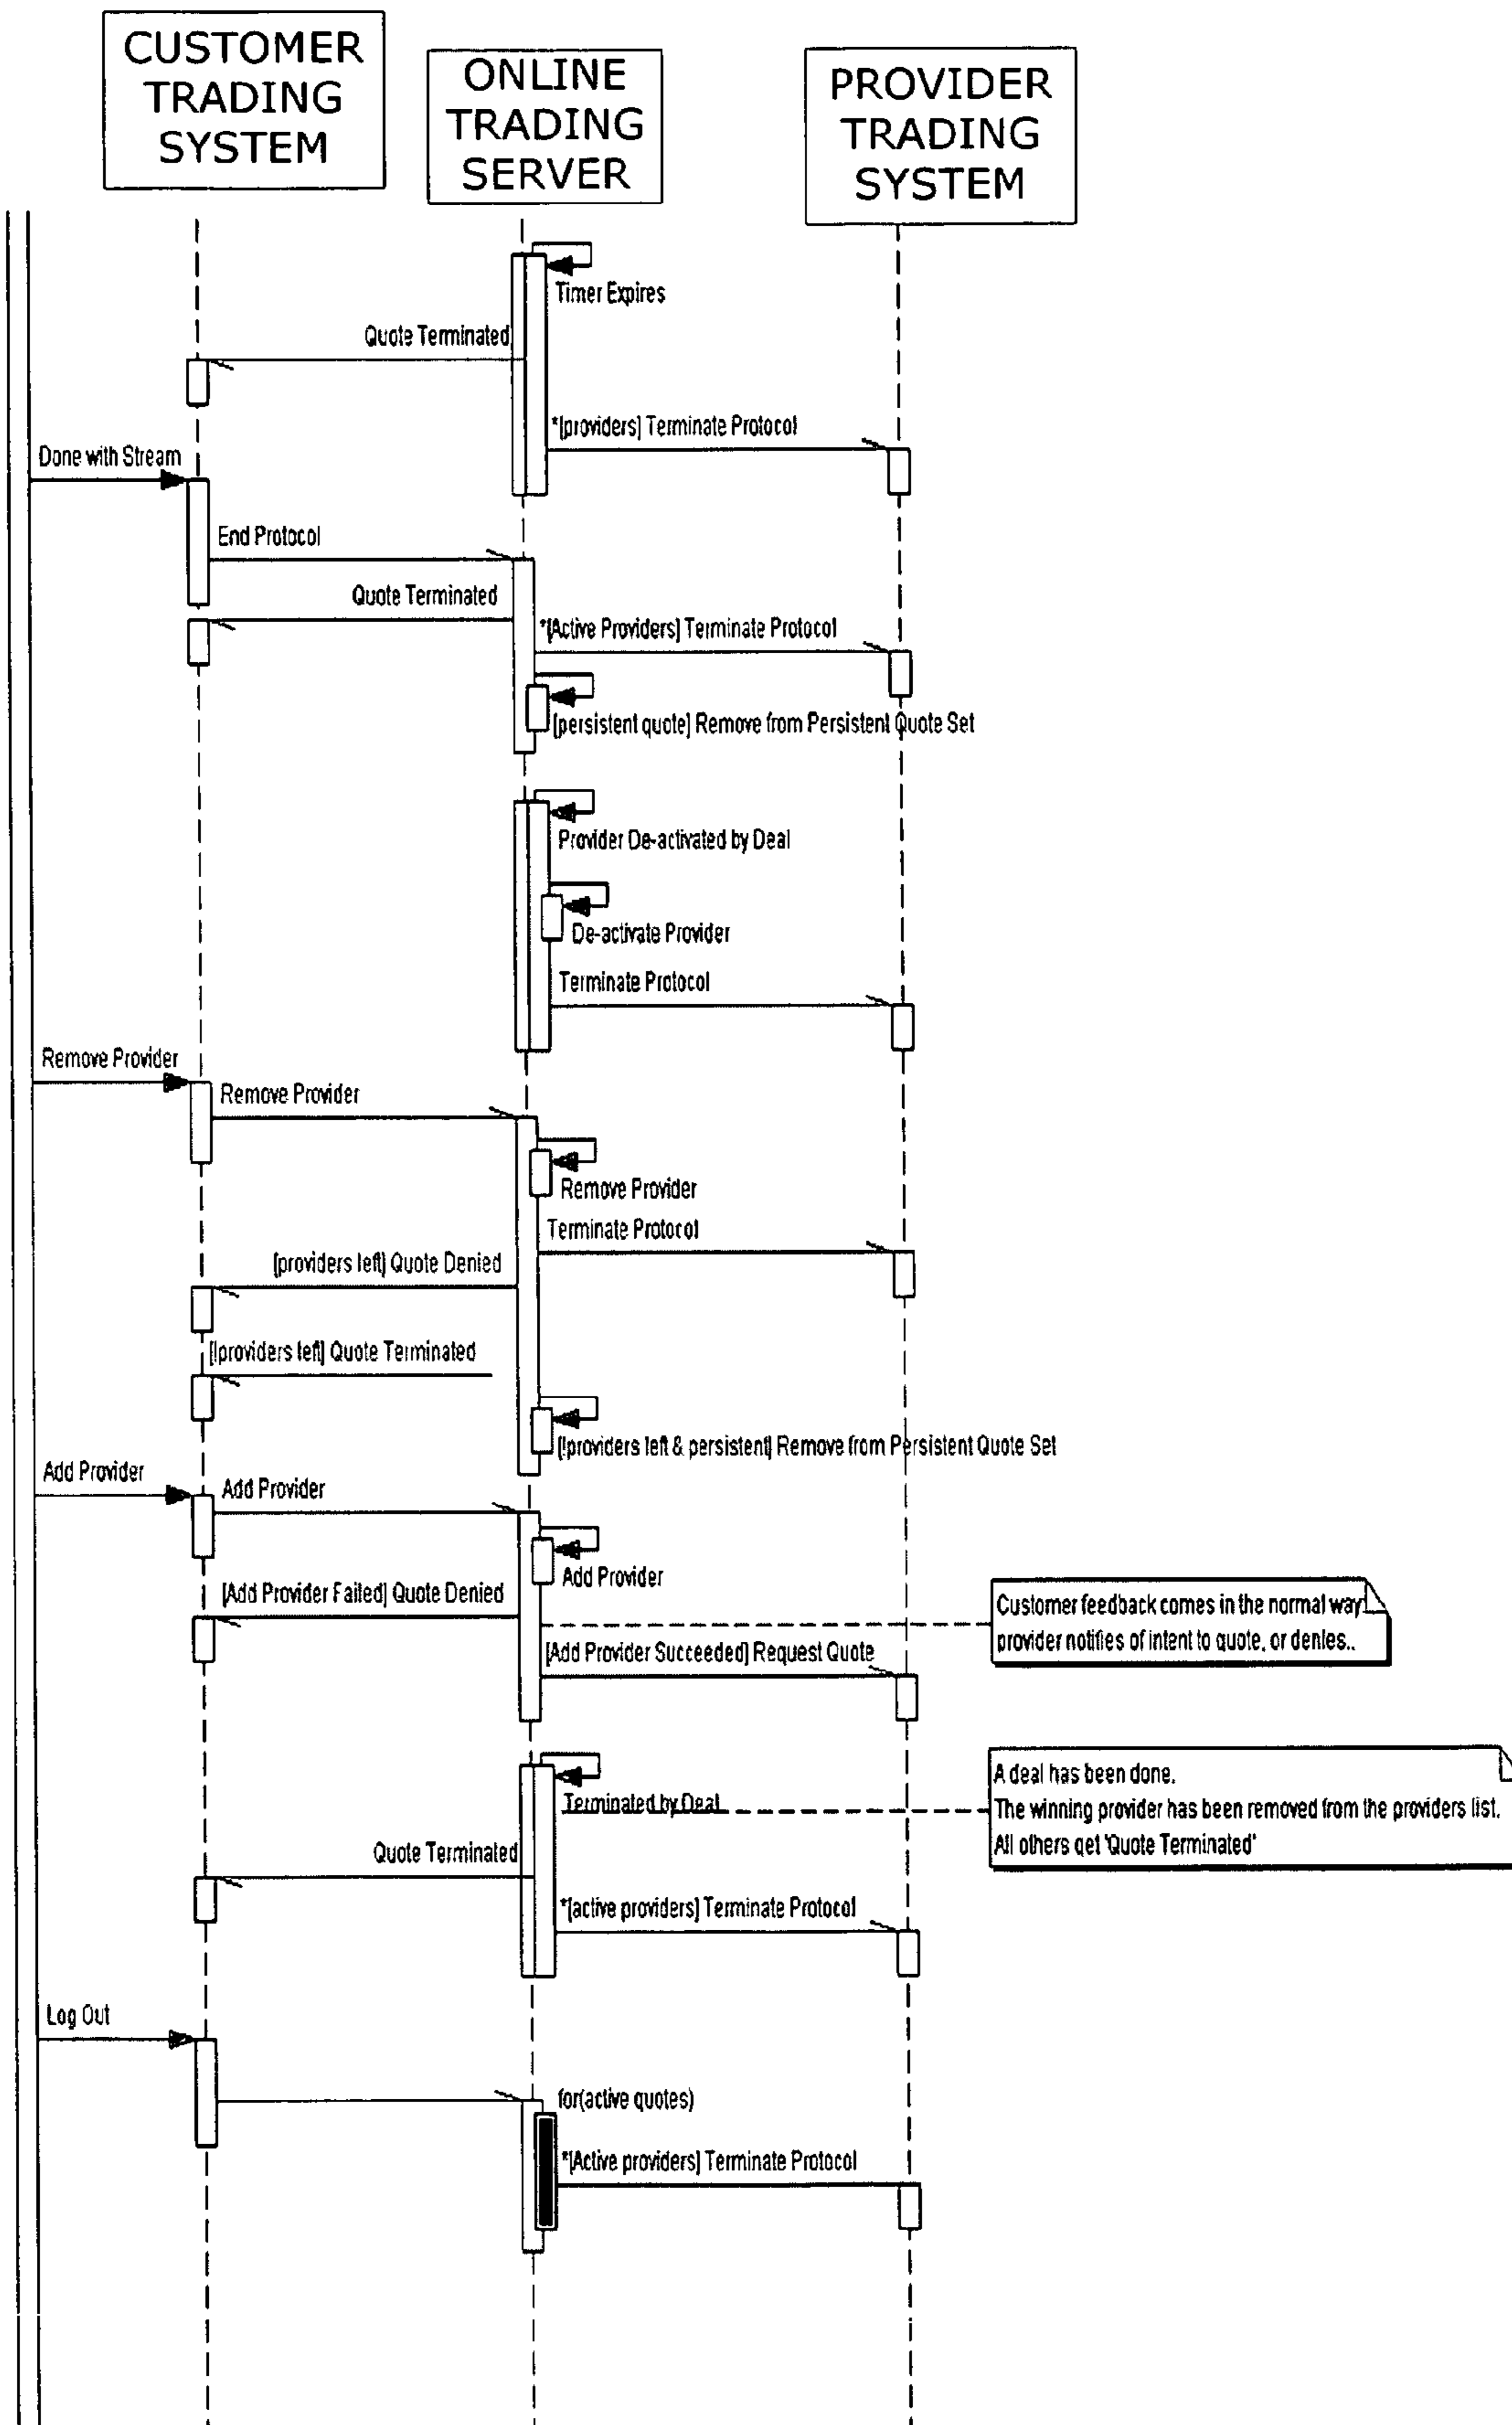 CUSTOMER
TRADING
SYSTEM
ONLINE
TRADING
SERVER
PROVIDER
TRADING
SYSTEM
Timer Expires
Quote Terminated
*[providers] Terminate Protocol
Done with Stream
End Protocol
Quote Terminated
*[Active Providers] Terminate Protocol
[persistent quote] Remove from Persistent Quote Set
Provider De-activated by Deal
De-activate Provider
Terminate Protocol
Remove Provider
Remove Provider
Remove Provider
Terminate Protocol
[providers left] Quote Denied
[!providers left] Quote Terminated
[!providers left & persistent] Remove from Persistent Quote Set
Add Provider
Add Provider
Add Provider
[Add Provider Failed] Quote Denied
Customer feedback comes in the normal way
provider notifies of intent to quote, or denies..
[Add Provider Succeeded] Request Quote
A deal has been done.
Terminated by Deal
The winning provider has been removed from the providers list.
All others get 'Quote Terminated'
Quote Terminated
*[active providers] Terminate Protocol
Log Out
for(active quotes)
*[Active providers] Terminate Protocol